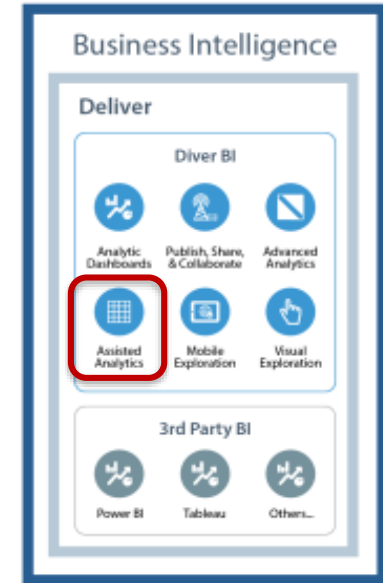 Business Intelligence
Deliver
Diver BI
Analytic
Dashboards
Publish, Share,
& Collaborate
Advanced
Analytics
Assisted
Analytics
Mobile
Exploration
Visual
Exploration
3rd Party BI
Power BI
Tableau
Others...